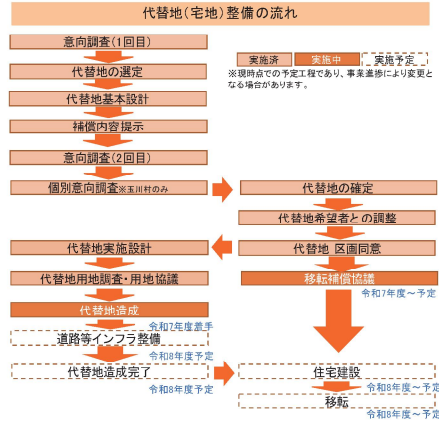 代替地(宅地)整備の流れ
意向調査(1回目)
代替地の選定
代替地基本設計
補償内容提示
意向調査(2回目)
個別意向調査※玉川村のみ
実施済
実施中
実施予定
※現時点での予定工程であり、事業進捗により変更と
なる場合があります。
代替地の確定
代替地希望者との調整
代替地 区画同意
移転補償協議
令和7年度～予定
代替地実施設計
代替地用地調査・用地協議
代替地造成
令和7年度着手
道路等インフラ整備
令和8年度予定
代替地造成完了
令和8年度予定
住宅建設
令和8年度～予定
移転
令和8年度～予定